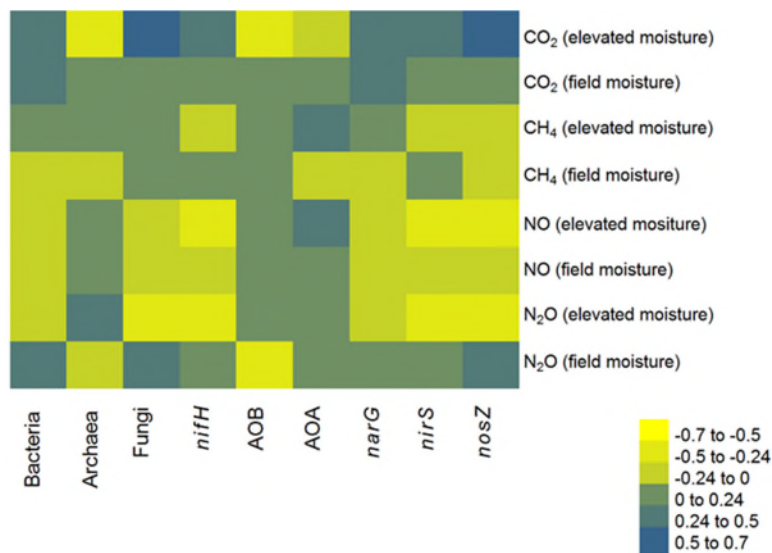 CO₂ (elevated moisture)
CO₂ (field moisture)
CH₄ (elevated moisture)
CH₄ (field moisture)
NO (elevated mositure)
NO (field moisture)
N₂O (elevated moisture)
N₂O (field moisture)
Bacteria
Archaea
Fungi
nifH
AOB
AOA
narG
nirS
nosZ
-0.7 to -0.5
-0.5 to -0.24
-0.24 to 0
0 to 0.24
0.24 to 0.5
0.5 to 0.7